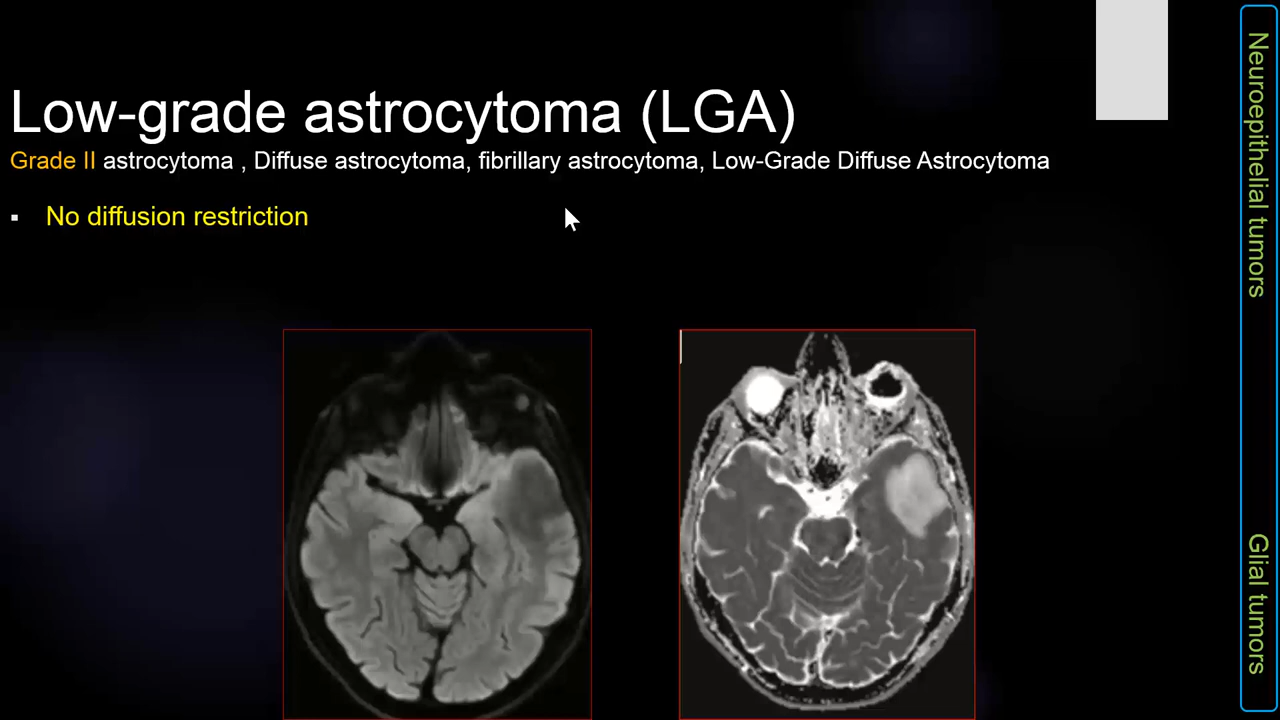 Low-grade astrocytoma (LGA)
Grade II astrocytoma , Diffuse astrocytoma, fibrillary astrocytoma, Low-Grade Diffuse Astrocytoma
▪ No diffusion restriction
Neuroepithelial tumors
Glial tumors